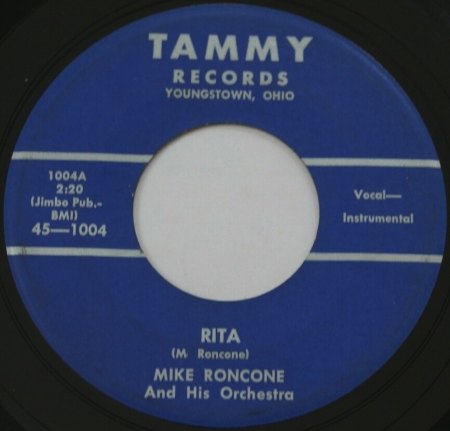 TAMMY
RECORDS
YOUNGSTOWN, OHIO
1004A
2:20
(Jimbo Pub.-
BMI)
45—1004
Vocal—
Instrumental
RITA
(M. Roncone)
MIKE RONCONE
And His Orchestra